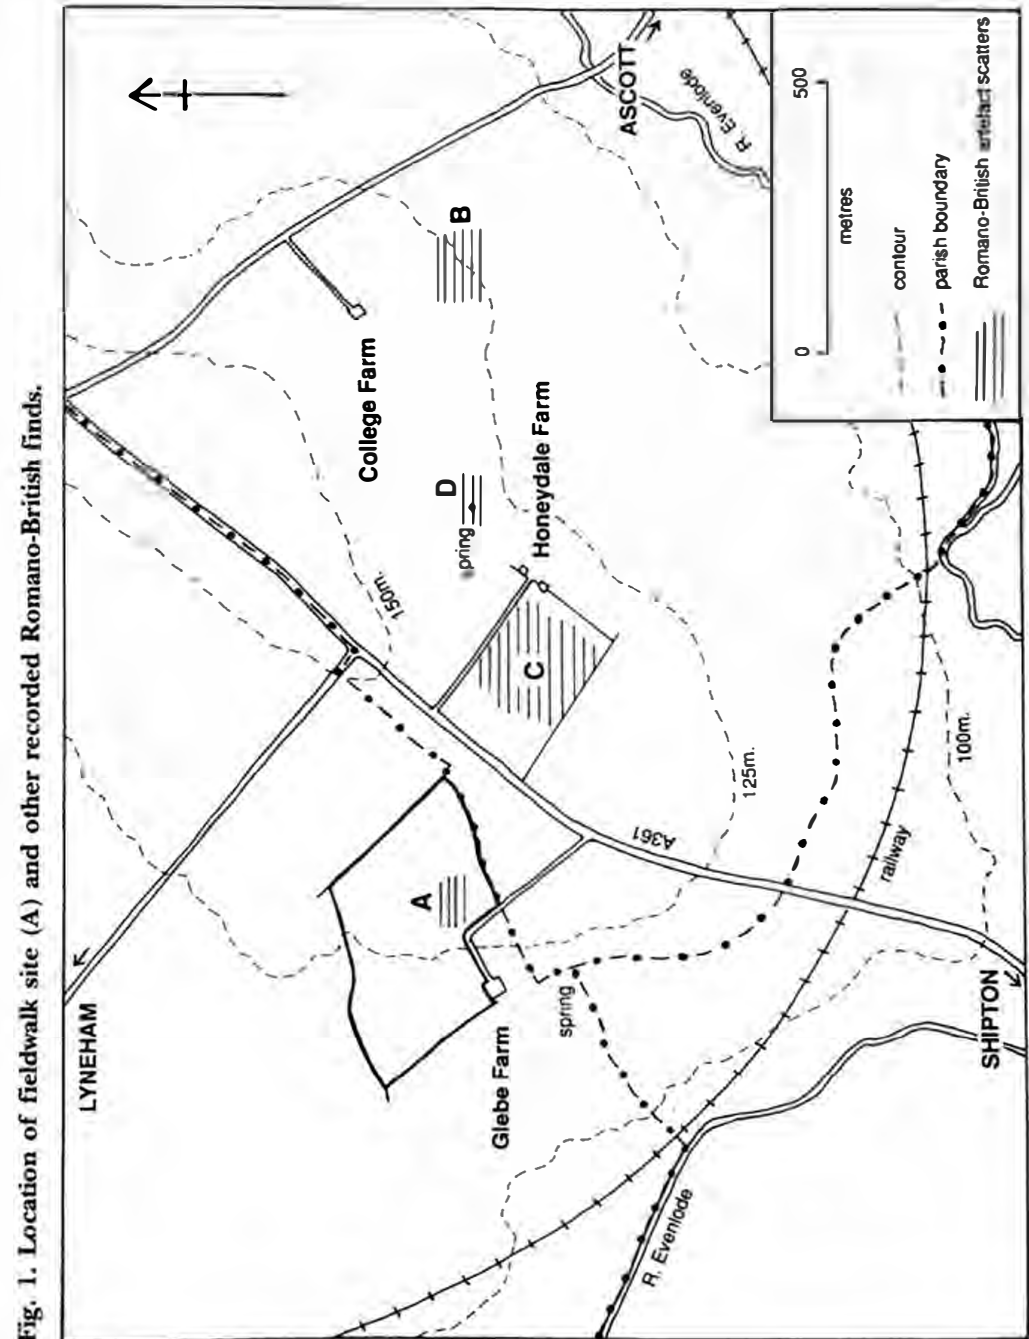 Fig. 1. Location of fieldwalk site (A) and other recorded Romano-British finds.
LYNEHAM
A
Glebe Farm
spring
R. Evenlode
A361
150m.
C
D
Honeydale Farm
College Farm
B
125m.
100m.
railway
SHIPTON
ASCOTT
R. Evenlode
0
500
metres
contour
parish boundary
Romano-British artefact scatters